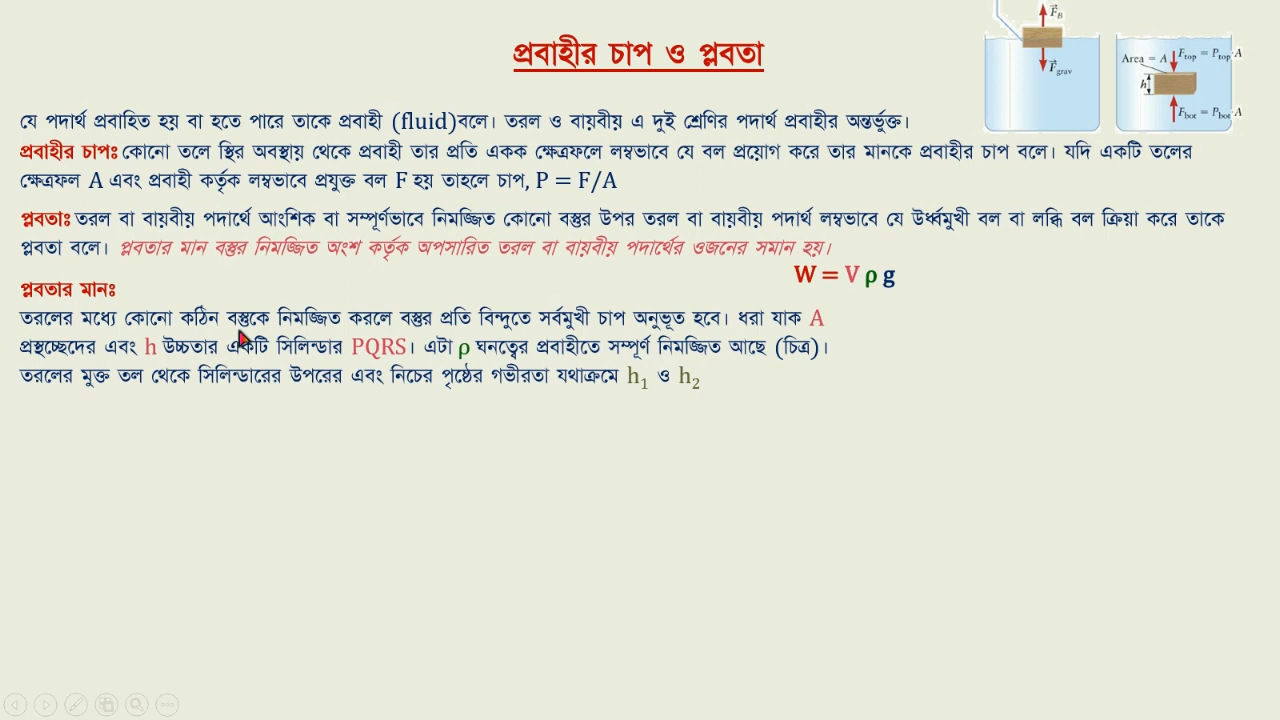 প্রবাহীর চাপ ও প্লবতা
F_B
F_grav
Area = A
F_top = P_top·A
h
F_bot = P_bot·A
যে পদার্থ প্রবাহিত হয় বা হতে পারে তাকে প্রবাহী (fluid)বলে। তরল ও বায়বীয় এ দুই শ্রেণির পদার্থ প্রবাহীর অন্তর্ভুক্ত।
প্রবাহীর চাপঃ কোনো তলে স্থির অবস্থায় থেকে প্রবাহী তার প্রতি একক ক্ষেত্রফলে লম্বভাবে যে বল প্রয়োগ করে তার মানকে প্রবাহীর চাপ বলে। যদি একটি তলের
ক্ষেত্রফল A এবং প্রবাহী কর্তৃক লম্বভাবে প্রযুক্ত বল F হয় তাহলে চাপ, P = F/A
প্লবতাঃ তরল বা বায়বীয় পদার্থে আংশিক বা সম্পূর্ণভাবে নিমজ্জিত কোনো বস্তুর উপর তরল বা বায়বীয় পদার্থ লম্বভাবে যে উর্ধ্বমুখী বল বা লব্ধি বল ক্রিয়া করে তাকে
প্লবতা বলে। প্লবতার মান বস্তুর নিমজ্জিত অংশ কর্তৃক অপসারিত তরল বা বায়বীয় পদার্থের ওজনের সমান হয়।
W = V ρ g
প্লবতার মানঃ
তরলের মধ্যে কোনো কঠিন বস্তুকে নিমজ্জিত করলে বস্তুর প্রতি বিন্দুতে সর্বমুখী চাপ অনুভূত হবে। ধরা যাক A
প্রস্থচ্ছেদের এবং h উচ্চতার একটি সিলিন্ডার PQRS। এটা ρ ঘনত্বের প্রবাহীতে সম্পূর্ণ নিমজ্জিত আছে (চিত্র)।
তরলের মুক্ত তল থেকে সিলিন্ডারের উপরের এবং নিচের পৃষ্ঠের গভীরতা যথাক্রমে h₁ ও h₂